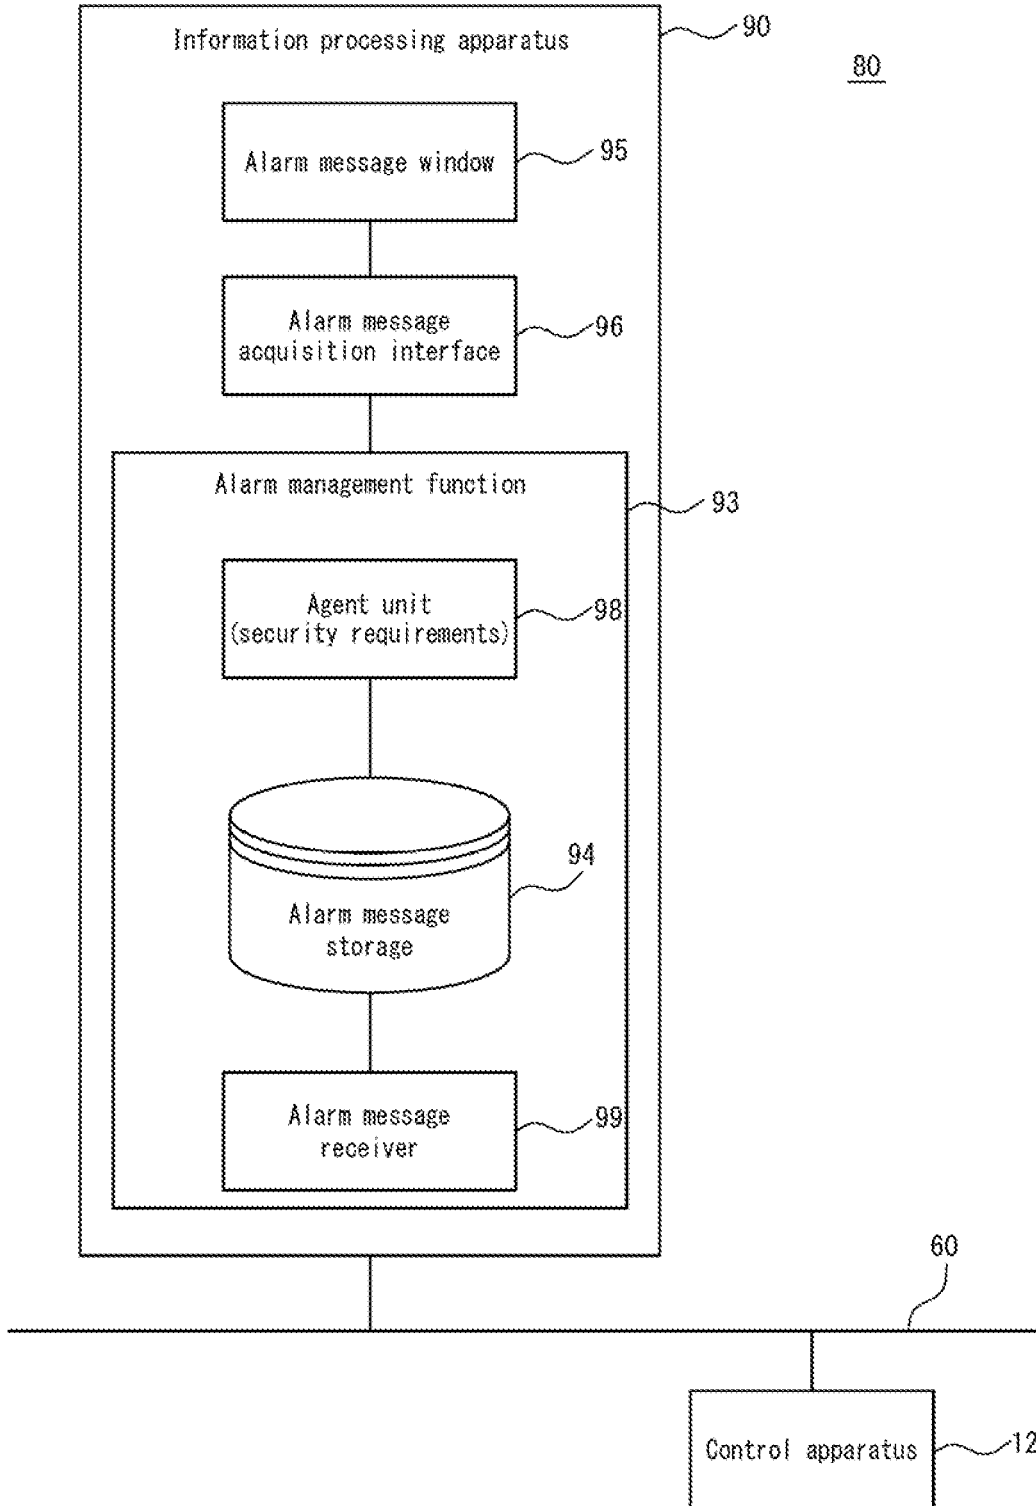 Information processing apparatus
90
80
Alarm message window
95
Alarm message
acquisition interface
96
Alarm management function
93
Agent unit
(security requirements)
98
94
Alarm message
storage
Alarm message
receiver
99
60
Control apparatus
12